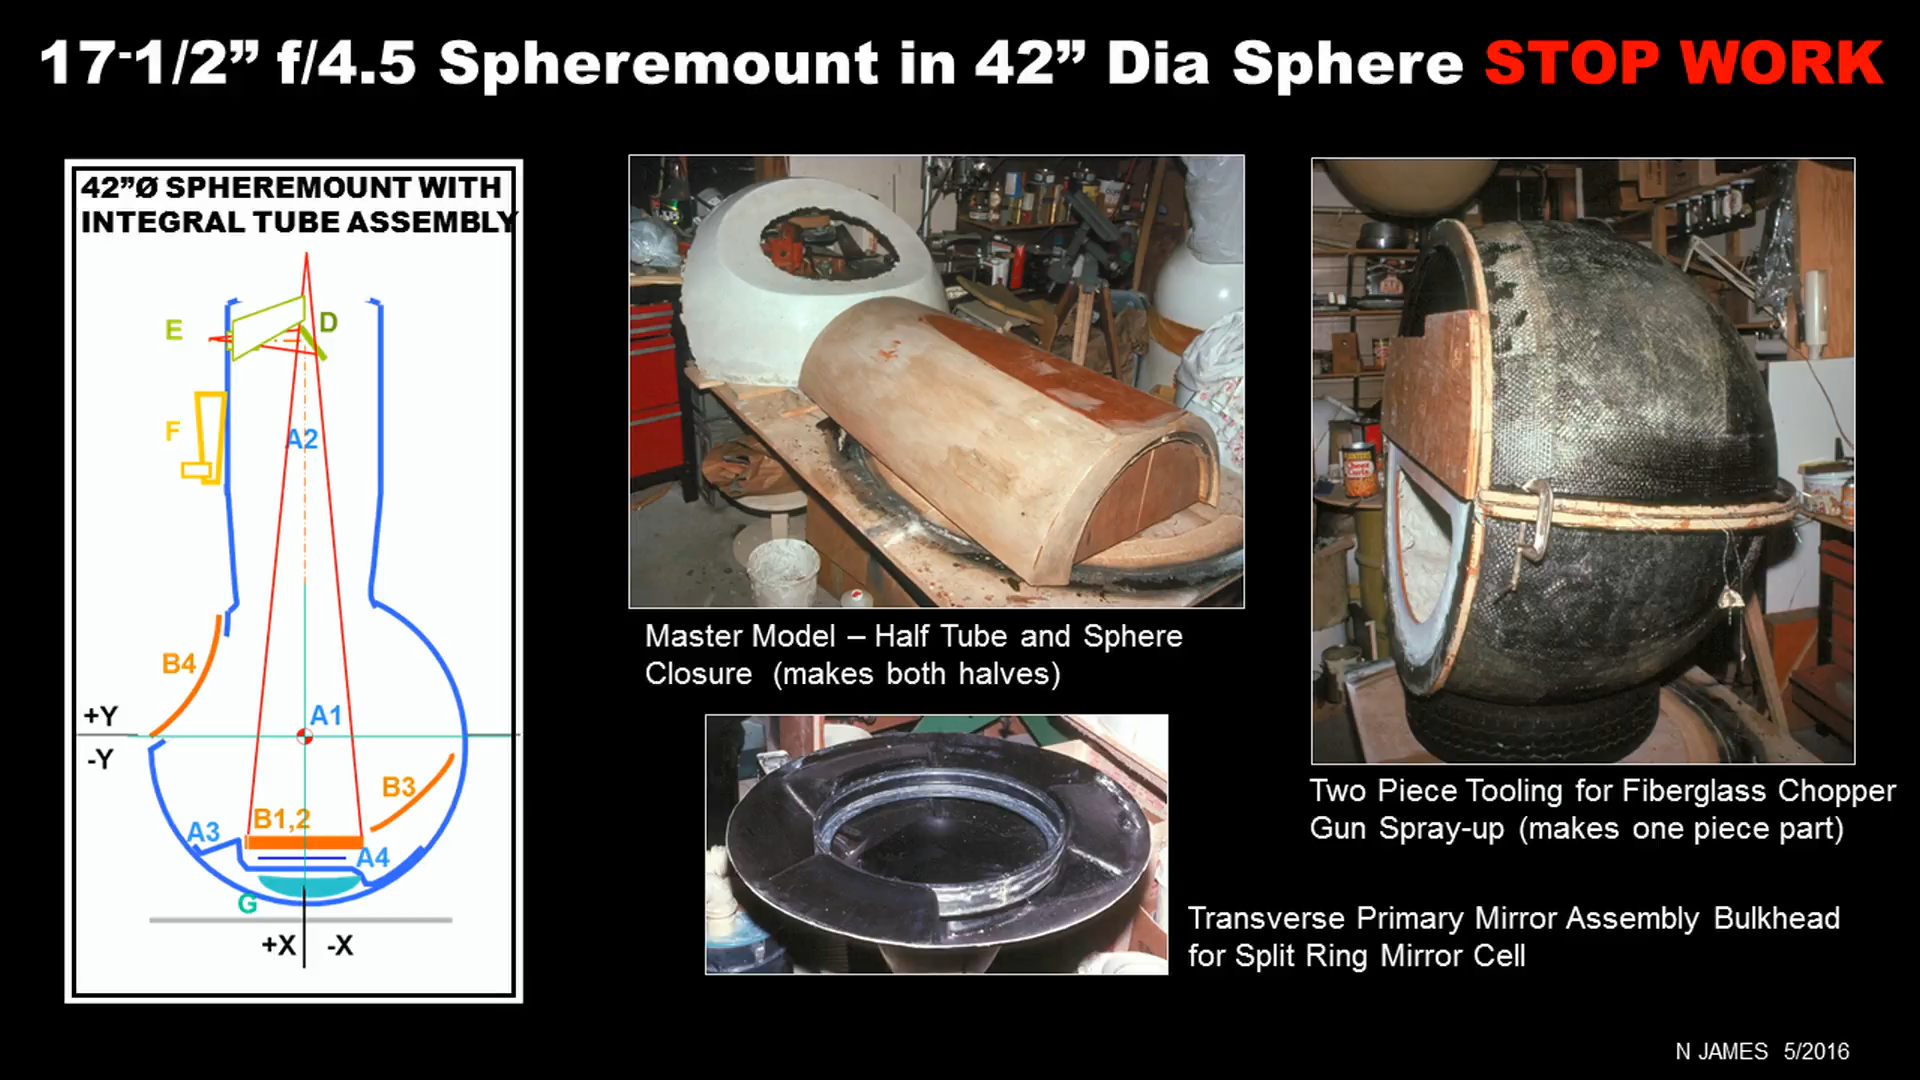 17-1/2” f/4.5 Spheremount in 42” Dia Sphere STOP WORK
42”Ø SPHEREMOUNT WITH
INTEGRAL TUBE ASSEMBLY
E
D
F
A2
B4
A1
+Y
-Y
B3
B1,2
A3
A4
G
+X
-X
Master Model – Half Tube and Sphere
Closure (makes both halves)
Two Piece Tooling for Fiberglass Chopper
Gun Spray-up (makes one piece part)
Transverse Primary Mirror Assembly Bulkhead
for Split Ring Mirror Cell
N JAMES 5/2016